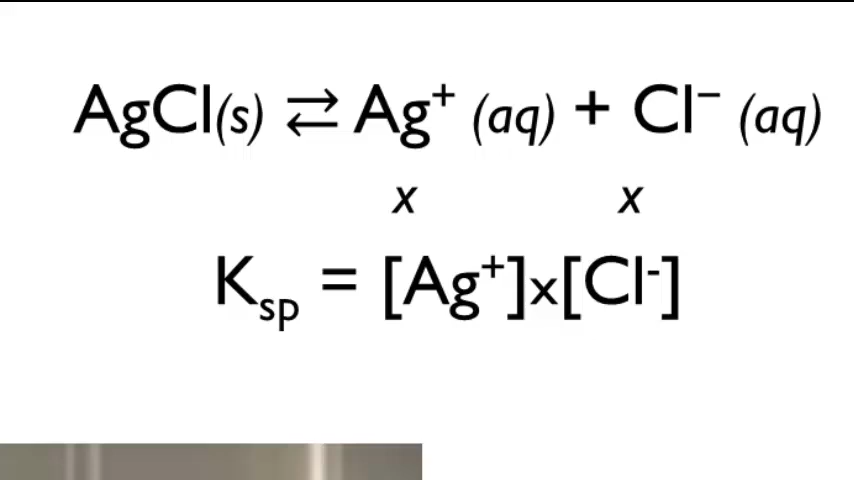 AgCl(s) ⇄ Ag⁺ (aq) + Cl⁻ (aq)
x x
Kₛₚ = [Ag⁺]x[Cl⁻]